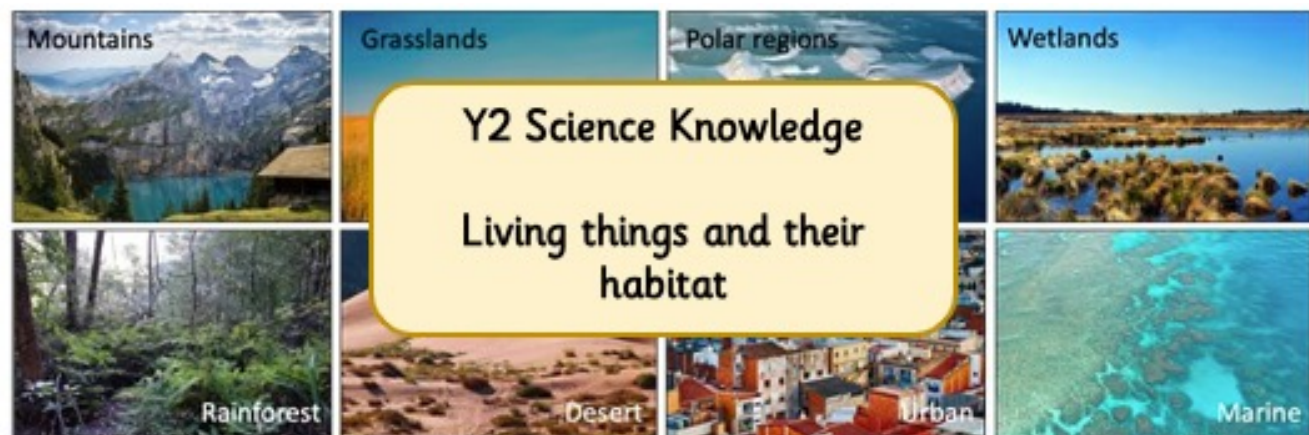 Mountains
Grasslands
Polar regions
Wetlands
Y2 Science Knowledge
Living things and their
habitat
Rainforest
Desert
Urban
Marine